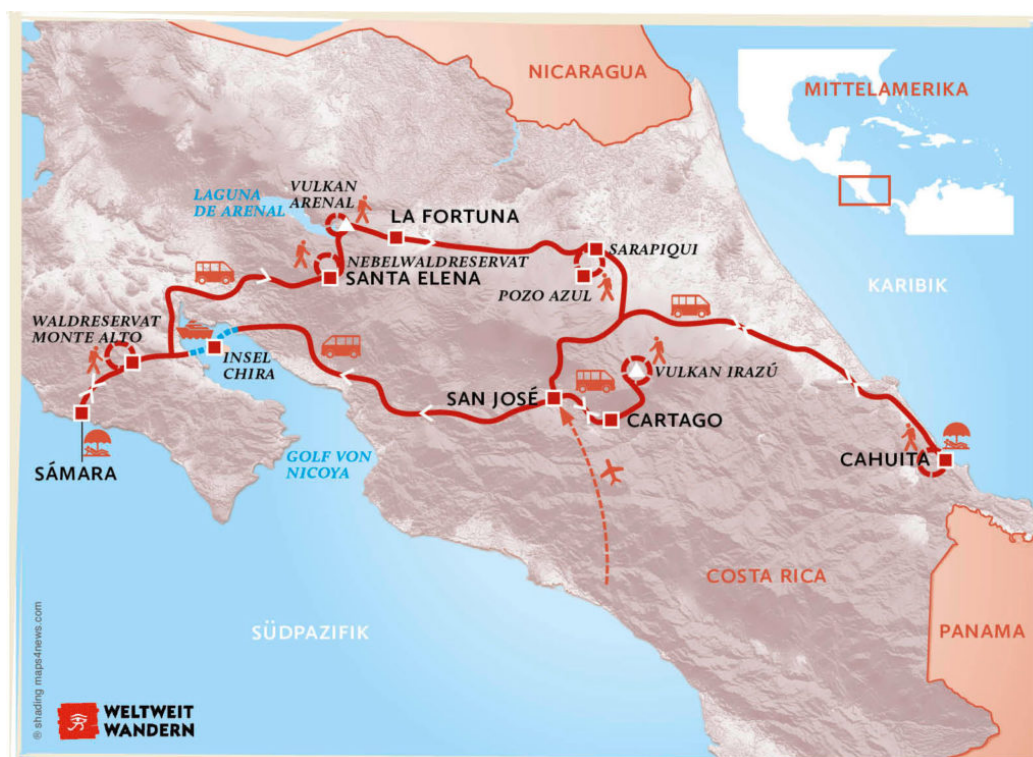 NICARAGUA
MITTELAMERIKA
LAGUNA
DE ARENAL
VULKAN
ARENAL
LA FORTUNA
NEBELWALDRESERVAT
SANTA ELENA
SARAPIQUI
POZO AZUL
KARIBIK
WALDRESERVAT
MONTE ALTO
INSEL
CHIRA
SAN JOSÉ
VULKAN IRAZÚ
CARTAGO
SÁMARA
GOLF VON
NICOYA
CAHUITA
COSTA RICA
SÜDPAZIFIK
PANAMA
® shading maps4news.com
WELTWEIT
WANDERN